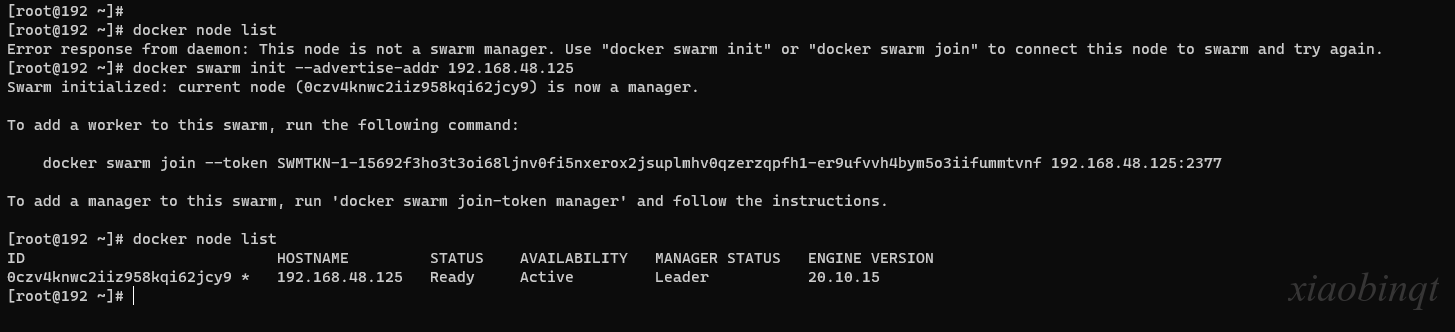 [root@192 ~]#
[root@192 ~]# docker node list
Error response from daemon: This node is not a swarm manager. Use "docker swarm init" or "docker swarm join" to connect this node to swarm and try again.
[root@192 ~]# docker swarm init --advertise-addr 192.168.48.125
Swarm initialized: current node (0czv4knwc2iiz958kqi62jcy9) is now a manager.
To add a worker to this swarm, run the following command:
docker swarm join --token SWMTKN-1-15692f3ho3t3oi68ljnv0fi5nxerox2jsuplmhv0qzerzqpfh1-er9ufvvh4bym5o3iifummtvnf 192.168.48.125:2377
To add a manager to this swarm, run 'docker swarm join-token manager' and follow the instructions.
[root@192 ~]# docker node list
ID HOSTNAME STATUS AVAILABILITY MANAGER STATUS ENGINE VERSION
0czv4knwc2iiz958kqi62jcy9 * 192.168.48.125 Ready Active Leader 20.10.15
[root@192 ~]#
xiaobinqt